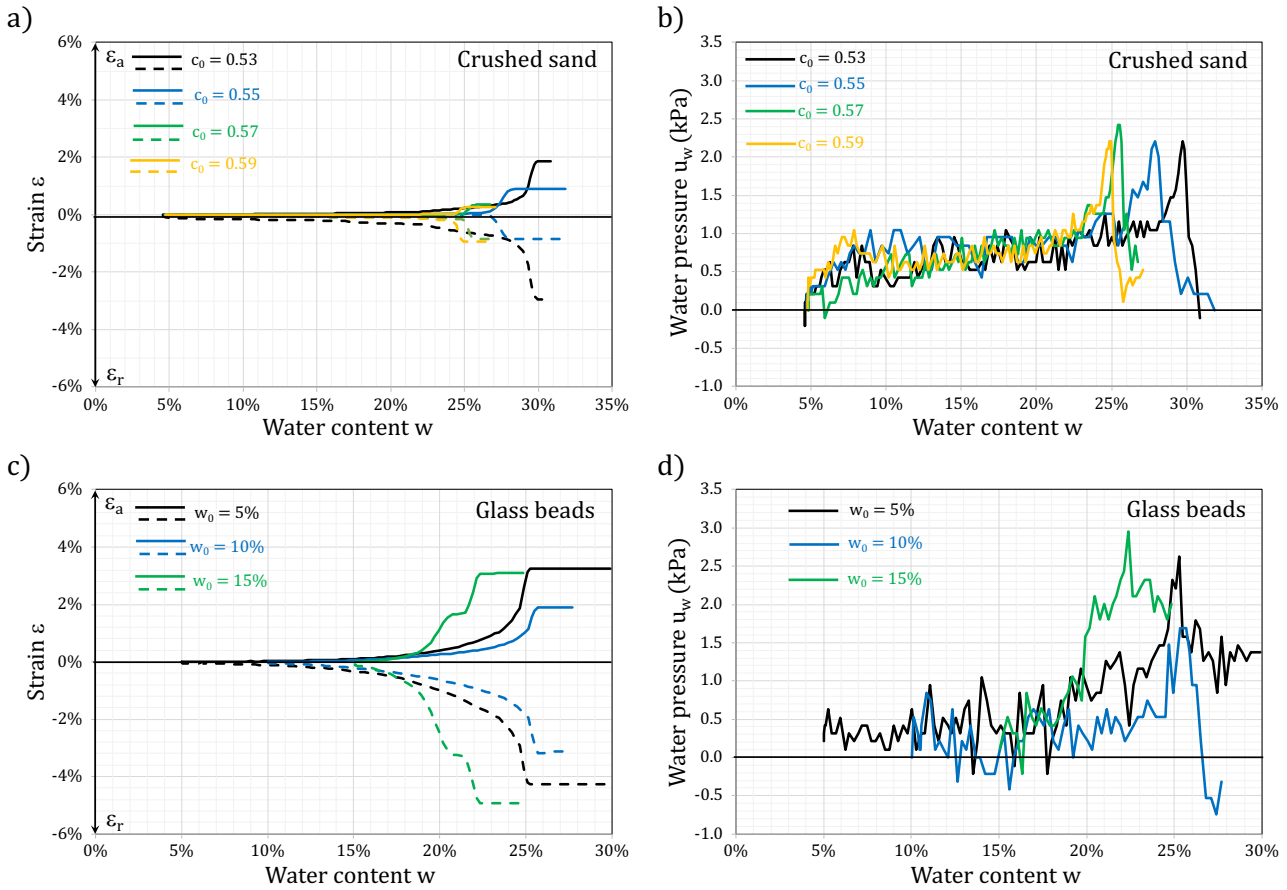 a)
6%
4%
2%
0%
-2%
-4%
-6%
Strain ε
εa
εr
c0 = 0.53
c0 = 0.55
c0 = 0.57
c0 = 0.59
Crushed sand
0% 5% 10% 15% 20% 25% 30% 35%
Water content w
b)
3.5
3.0
2.5
2.0
1.5
1.0
0.5
0.0
-0.5
-1.0
Water pressure uw (kPa)
c0 = 0.53
c0 = 0.55
c0 = 0.57
c0 = 0.59
Crushed sand
0% 5% 10% 15% 20% 25% 30% 35%
Water content w
c)
6%
4%
2%
0%
-2%
-4%
-6%
Strain ε
εa
εr
w0 = 5%
w0 = 10%
w0 = 15%
Glass beads
0% 5% 10% 15% 20% 25% 30%
Water content w
d)
3.5
3.0
2.5
2.0
1.5
1.0
0.5
0.0
-0.5
-1.0
Water pressure uw (kPa)
w0 = 5%
w0 = 10%
w0 = 15%
Glass beads
0% 5% 10% 15% 20% 25% 30%
Water content w